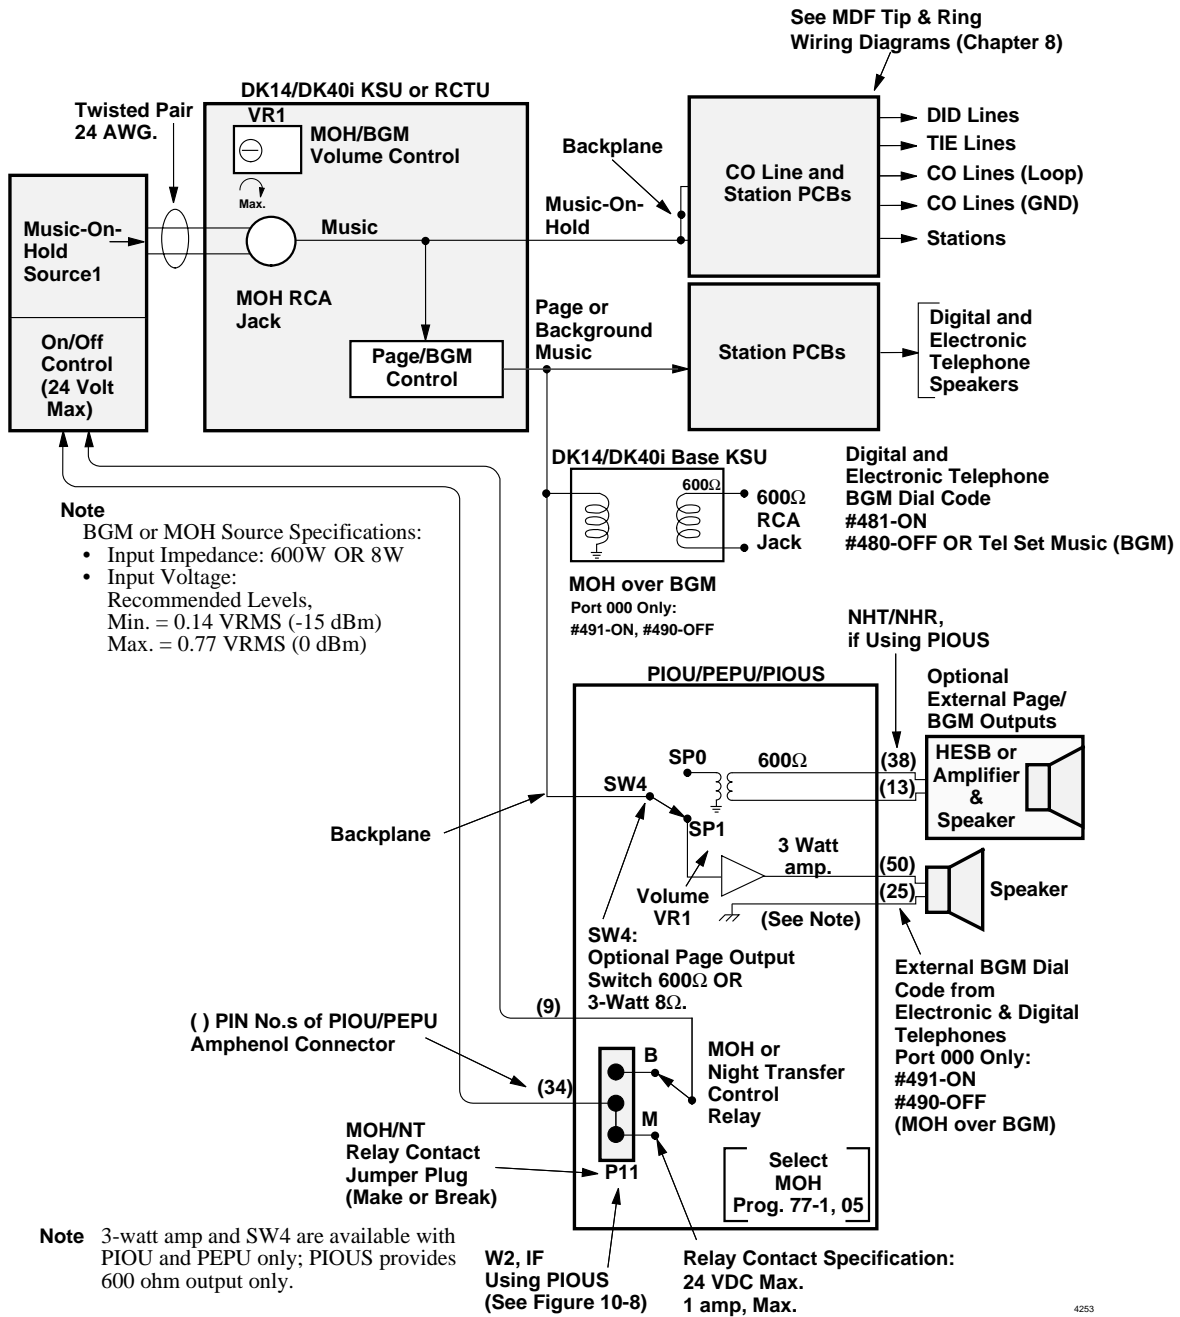 See MDF Tip & Ring
Wiring Diagrams (Chapter 8)
DK14/DK40i KSU or RCTU
Twisted Pair
24 AWG.
VR1
MOH/BGM
Volume Control
Max.
Music-On-
Hold
Source1
Music
MOH RCA
Jack
On/Off
Control
(24 Volt
Max)
Page/BGM
Control
Backplane
Music-On-
Hold
CO Line and
Station PCBs
DID Lines
TIE Lines
CO Lines (Loop)
CO Lines (GND)
Stations
Page or
Background
Music
Station PCBs
Digital and
Electronic
Telephone
Speakers
DK14/DK40i Base KSU
600Ω
600Ω
RCA
Jack
MOH over BGM
Port 000 Only:
#491-ON, #490-OFF
Digital and
Electronic Telephone
BGM Dial Code
#481-ON
#480-OFF OR Tel Set Music (BGM)
Note
BGM or MOH Source Specifications:
• Input Impedance: 600W OR 8W
• Input Voltage:
Recommended Levels,
Min. = 0.14 VRMS (-15 dBm)
Max. = 0.77 VRMS (0 dBm)
NHT/NHR,
if Using PIOUS
PIOU/PEPU/PIOUS
Optional
External Page/
BGM Outputs
SP0
600Ω
(38)
(13)
HESB or
Amplifier
&
Speaker
SW4
SP1
Backplane
3 Watt
amp.
(50)
(25)
Speaker
Volume
VR1
(See Note)
SW4:
Optional Page Output
Switch 600Ω OR
3-Watt 8Ω.
External BGM Dial
Code from
Electronic & Digital
Telephones
Port 000 Only:
#491-ON
#490-OFF
(MOH over BGM)
(9)
( ) PIN No.s of PIOU/PEPU
Amphenol Connector
(34)
B
M
MOH or
Night Transfer
Control
Relay
MOH/NT
Relay Contact
Jumper Plug
(Make or Break)
P11
Select
MOH
Prog. 77-1, 05
Note 3-watt amp and SW4 are available with
PIOU and PEPU only; PIOUS provides
600 ohm output only.
W2, IF
Using PIOUS
(See Figure 10-8)
Relay Contact Specification:
24 VDC Max.
1 amp, Max.
4253